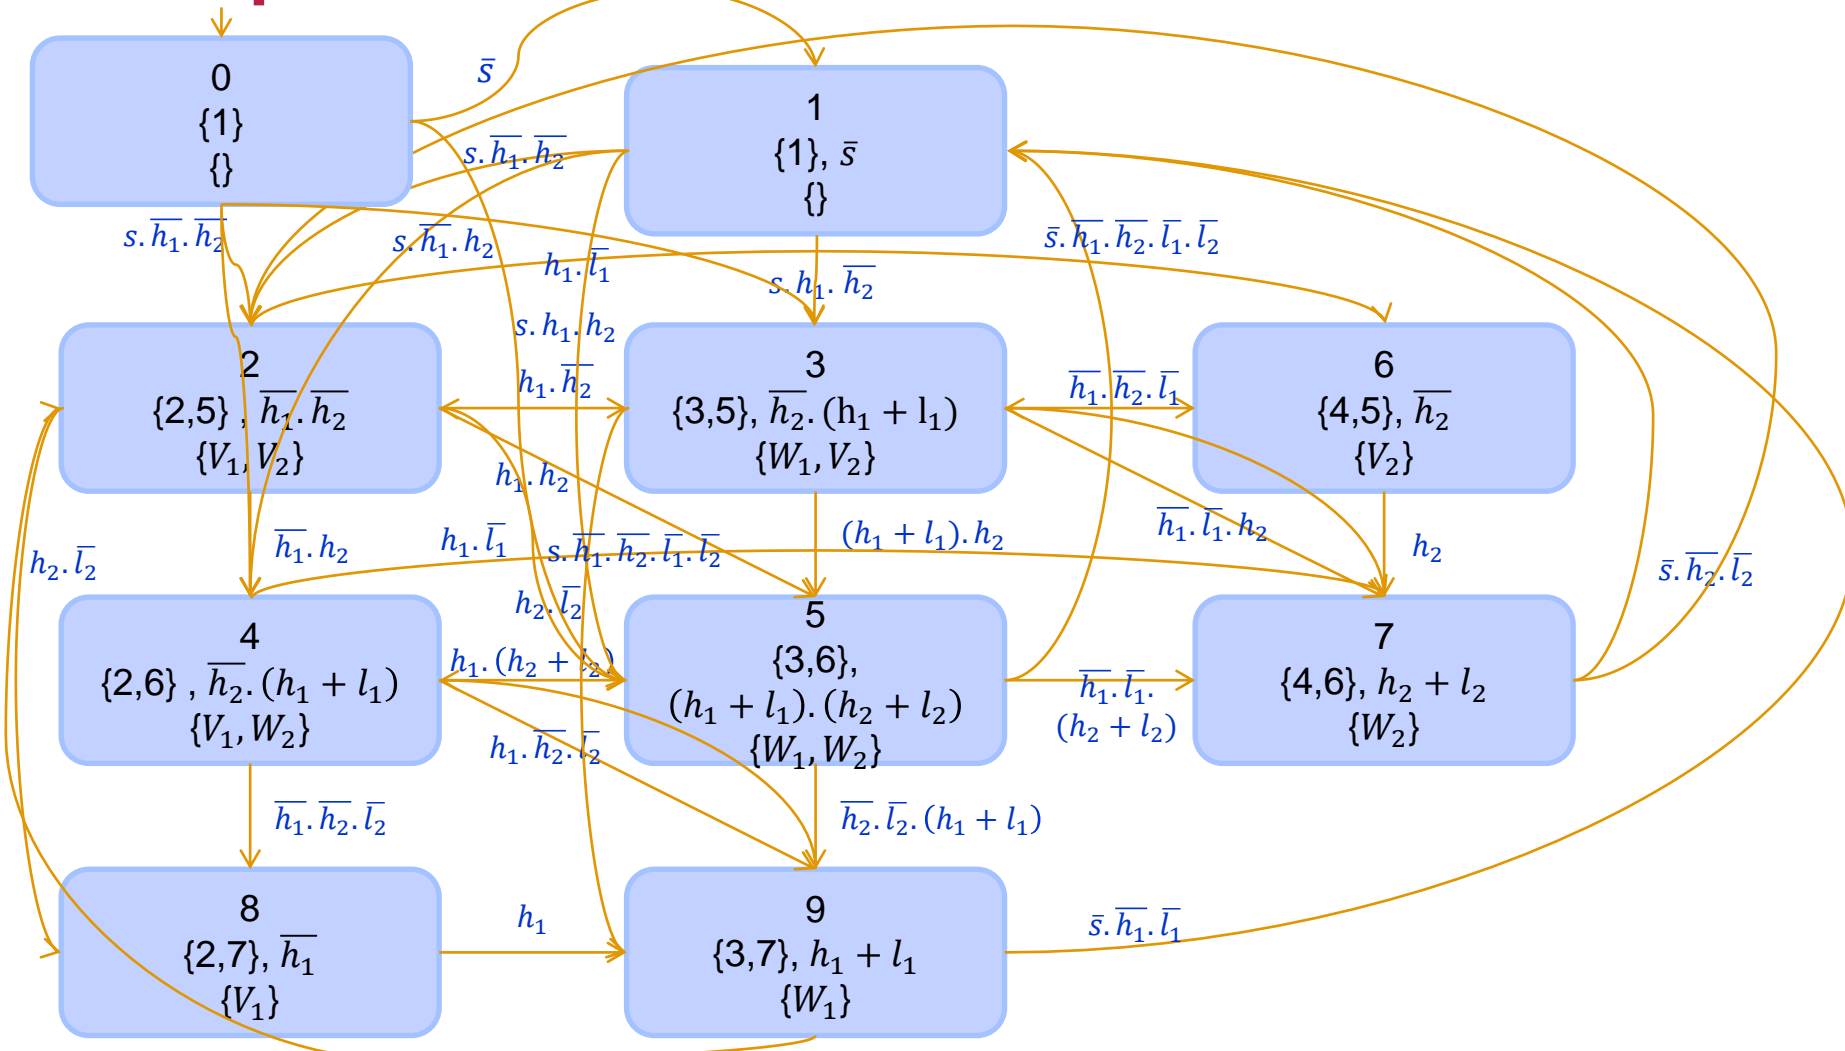 0
{1}
{}
s̄
1
{1}, s̄
{}
s.h̅₁.h̅₂
s.h̅₁.h̅₂
s.h̅₁.h₂
h₁.l̅₁
s.h₁.h̅₂
s̄.h̅₁.h̅₂.l̅₁.l̅₂
s.h₁.h₂
2
{2,5} , h̅₁.h̅₂
{V₁,V₂}
h₁.h̅₂
3
{3,5}, h̅₂.(h₁ + l₁)
{W₁,V₂}
h̅₁.h̅₂.l̅₁
6
{4,5}, h̅₂
{V₂}
h₁.h₂
h₂.l̅₂
h̅₁.h₂
h₁.l̅₁
s.h̅₁.h̅₂.l̅₁.l̅₂
(h₁ + l₁).h₂
h̅₁.l̅₁.h₂
h₂
s̄.h̅₂.l̅₂
h₂.l̅₂
4
{2,6} , h̅₂.(h₁ + l₁)
{V₁,W₂}
h₁.(h₂ + l₂)
5
{3,6},
(h₁ + l₁).(h₂ + l₂)
{W₁,W₂}
h̅₁.l̅₁.
(h₂ + l₂)
7
{4,6}, h₂ + l₂
{W₂}
h₁.h̅₂.l̅₂
h̅₁.h̅₂.l̅₂
h̅₂.l̅₂.(h₁ + l₁)
8
{2,7}, h̅₁
{V₁}
h₁
9
{3,7}, h₁ + l₁
{W₁}
s̄.h̅₁.l̅₁